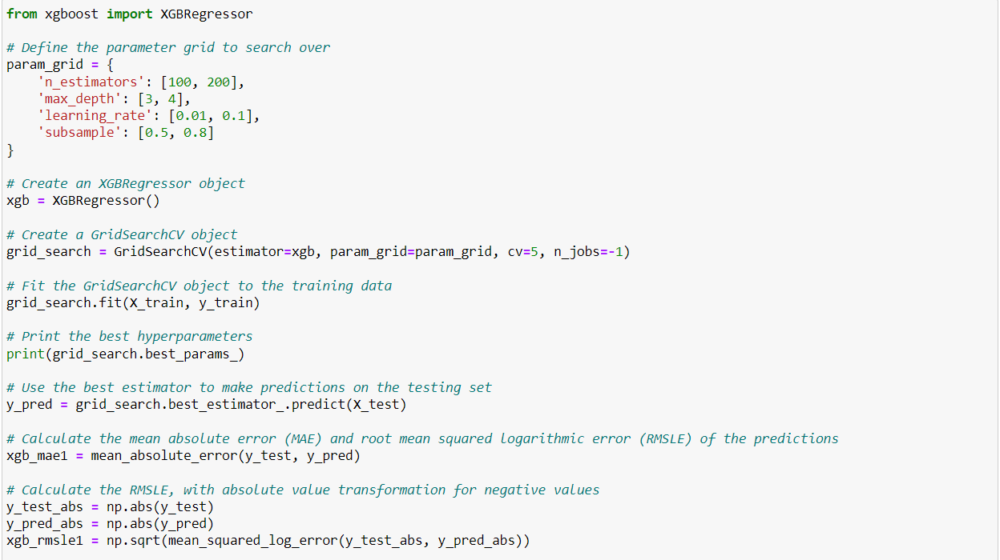 from xgboost import XGBRegressor
# Define the parameter grid to search over
param_grid = {
    'n_estimators': [100, 200],
    'max_depth': [3, 4],
    'learning_rate': [0.01, 0.1],
    'subsample': [0.5, 0.8]
}
# Create an XGBRegressor object
xgb = XGBRegressor()
# Create a GridSearchCV object
grid_search = GridSearchCV(estimator=xgb, param_grid=param_grid, cv=5, n_jobs=-1)
# Fit the GridSearchCV object to the training data
grid_search.fit(X_train, y_train)
# Print the best hyperparameters
print(grid_search.best_params_)
# Use the best estimator to make predictions on the testing set
y_pred = grid_search.best_estimator_.predict(X_test)
# Calculate the mean absolute error (MAE) and root mean squared logarithmic error (RMSLE) of the predictions
xgb_mae1 = mean_absolute_error(y_test, y_pred)
# Calculate the RMSLE, with absolute value transformation for negative values
y_test_abs = np.abs(y_test)
y_pred_abs = np.abs(y_pred)
xgb_rmsle1 = np.sqrt(mean_squared_log_error(y_test_abs, y_pred_abs))